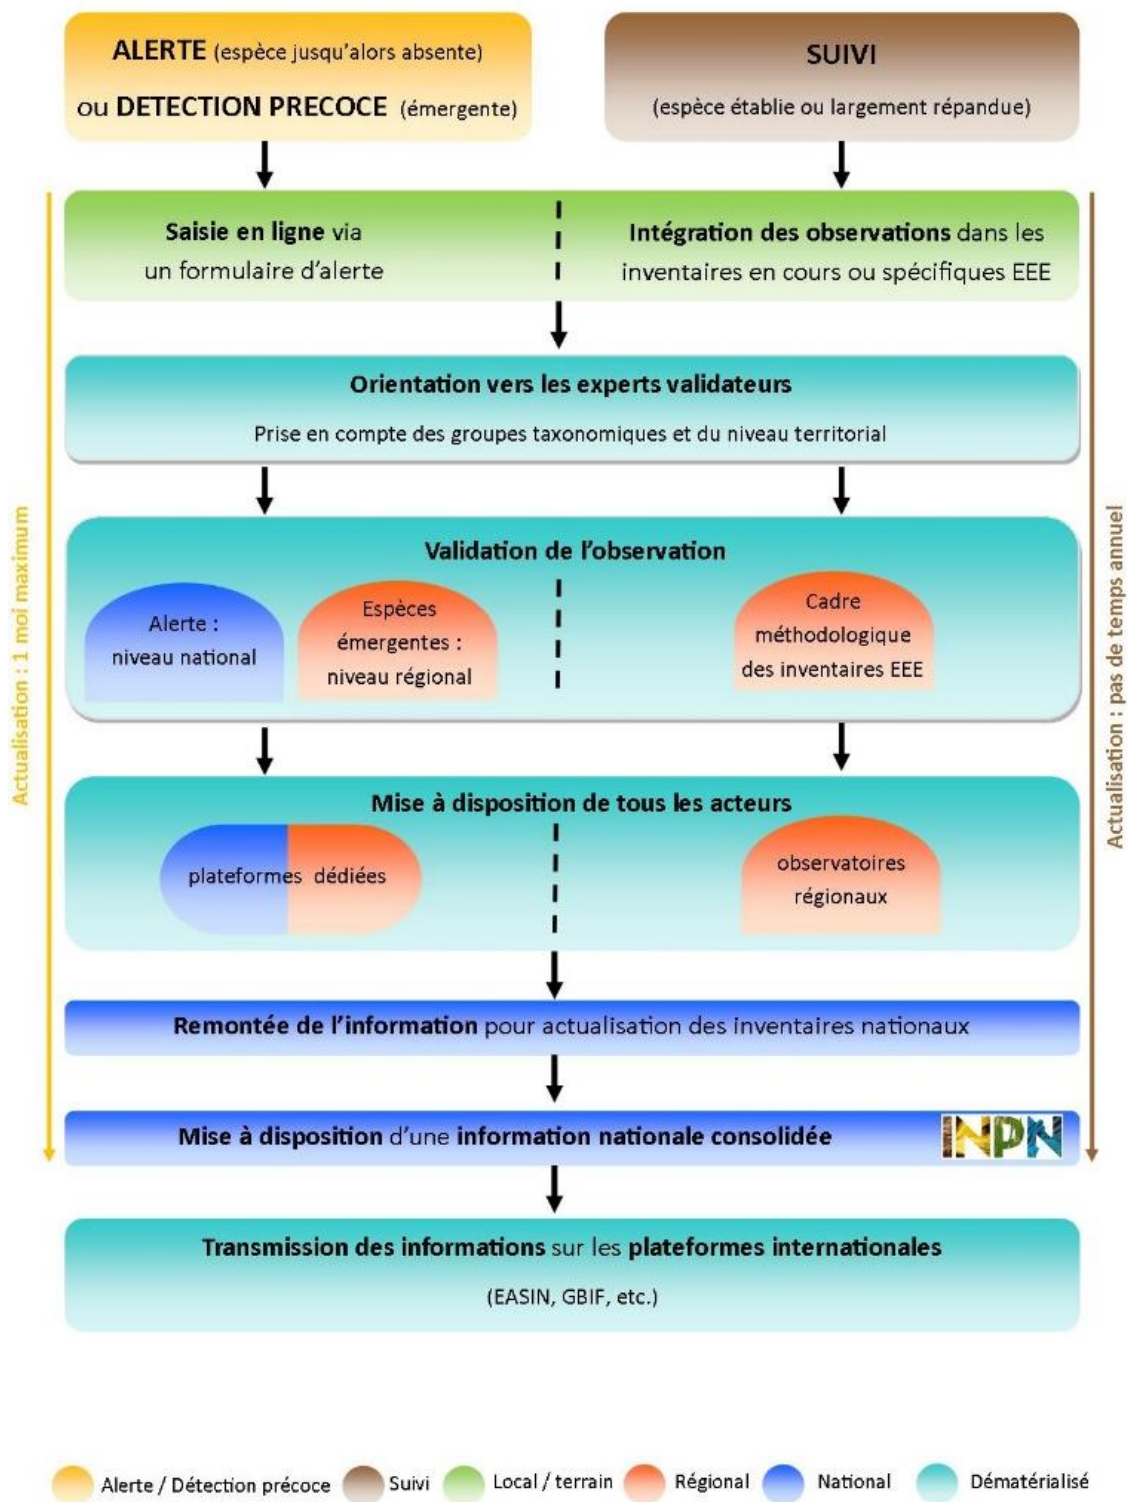 ALERTE (espèce jusqu'alors absente)
ou DETECTION PRECOCE (émergente)
SUIVI
(espèce établie ou largement répandue)
Saisie en ligne via
un formulaire d'alerte
Intégration des observations dans les
inventaires en cours ou spécifiques EEE
Orientation vers les experts validateurs
Prise en compte des groupes taxonomiques et du niveau territorial
Validation de l'observation
Alerte :
niveau national
Espèces
émergentes :
niveau régional
Cadre
méthodologique
des inventaires EEE
Mise à disposition de tous les acteurs
plateformes dédiées
observatoires
régionaux
Remontée de l'information pour actualisation des inventaires nationaux
Mise à disposition d'une information nationale consolidée
INPN
Transmission des informations sur les plateformes internationales
(EASIN, GBIF, etc.)
Actualisation : 1 moi maximum
Actualisation : pas de temps annuel
Alerte / Détection précoce
Suivi
Local / terrain
Régional
National
Dématérialisé